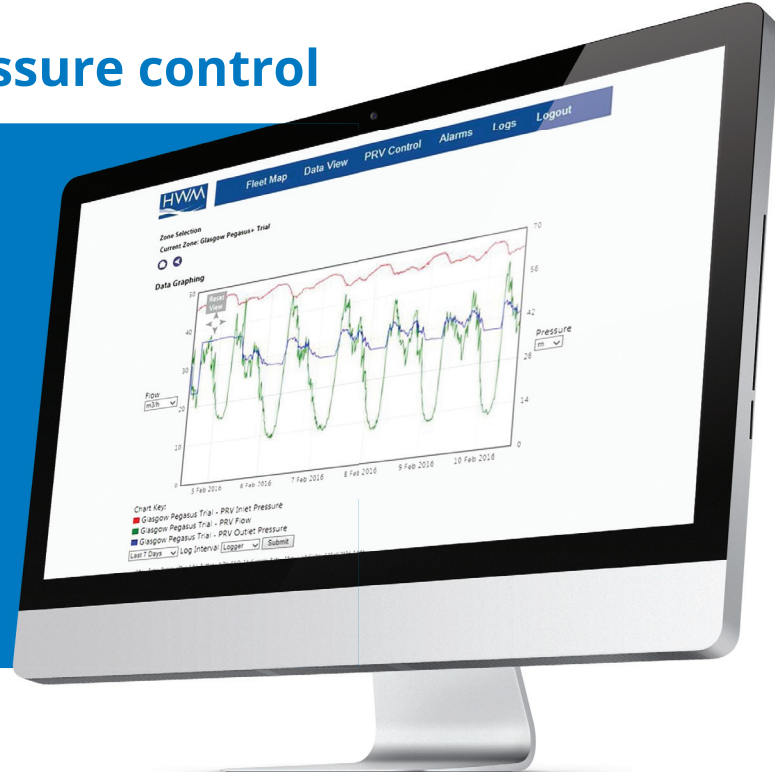 ssure control
HWM
Fleet Map Data View PRV Control Alarms Logs Logout
Zone Selection
Current Zone: Glasgow Pegasus+ Trial
Data Graphing
Reset
View
50
40
30
20
10
0
Flow
m3/h
70
56
42
28
14
0
Pressure
m
5 Feb 2016 6 Feb 2016 7 Feb 2016 8 Feb 2016 9 Feb 2016 10 Feb 2016
Chart Key:
Glasgow Pegasus Trial - PRV Inlet Pressure
Glasgow Pegasus Trial - PRV Flow
Glasgow Pegasus Trial - PRV Outlet Pressure
Last 7 Days Log Interval Logger Submit